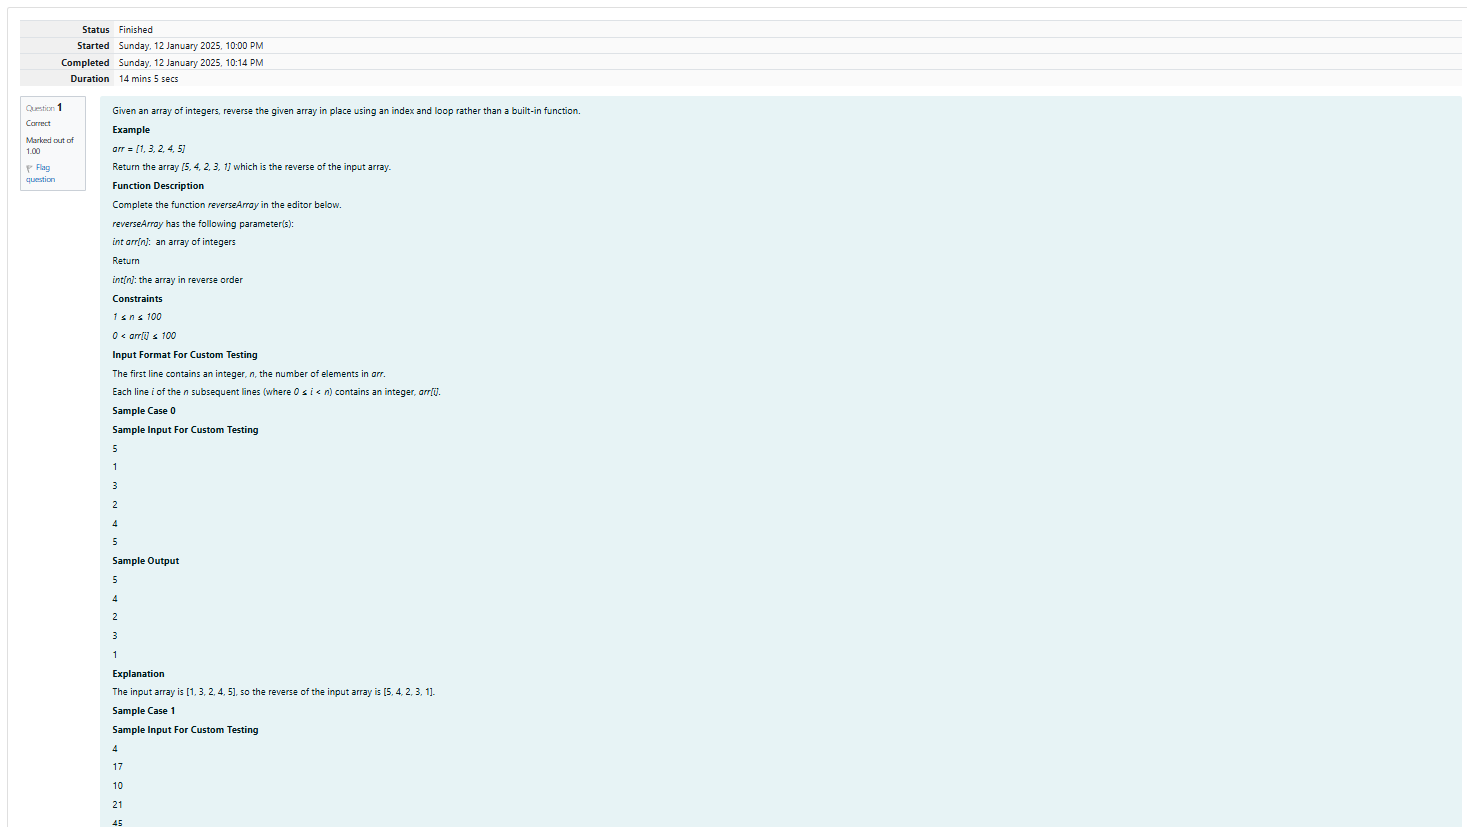 Status Finished
Started Sunday, 12 January 2025, 10:00 PM
Completed Sunday, 12 January 2025, 10:14 PM
Duration 14 mins 5 secs
Question 1
Correct
Marked out of
1.00
Flag
question
Given an array of integers, reverse the given array in place using an index and loop rather than a built-in function.
Example
arr = [1, 3, 2, 4, 5]
Return the array [5, 4, 2, 3, 1] which is the reverse of the input array.
Function Description
Complete the function reverseArray in the editor below.
reverseArray has the following parameter(s):
int arr[n]: an array of integers
Return
int[n]: the array in reverse order
Constraints
1 ≤ n ≤ 100
0 < arr[i] ≤ 100
Input Format For Custom Testing
The first line contains an integer, n, the number of elements in arr.
Each line i of the n subsequent lines (where 0 ≤ i < n) contains an integer, arr[i].
Sample Case 0
Sample Input For Custom Testing
5
1
3
2
4
5
Sample Output
5
4
2
3
1
Explanation
The input array is [1, 3, 2, 4, 5], so the reverse of the input array is [5, 4, 2, 3, 1].
Sample Case 1
Sample Input For Custom Testing
4
17
10
21
45